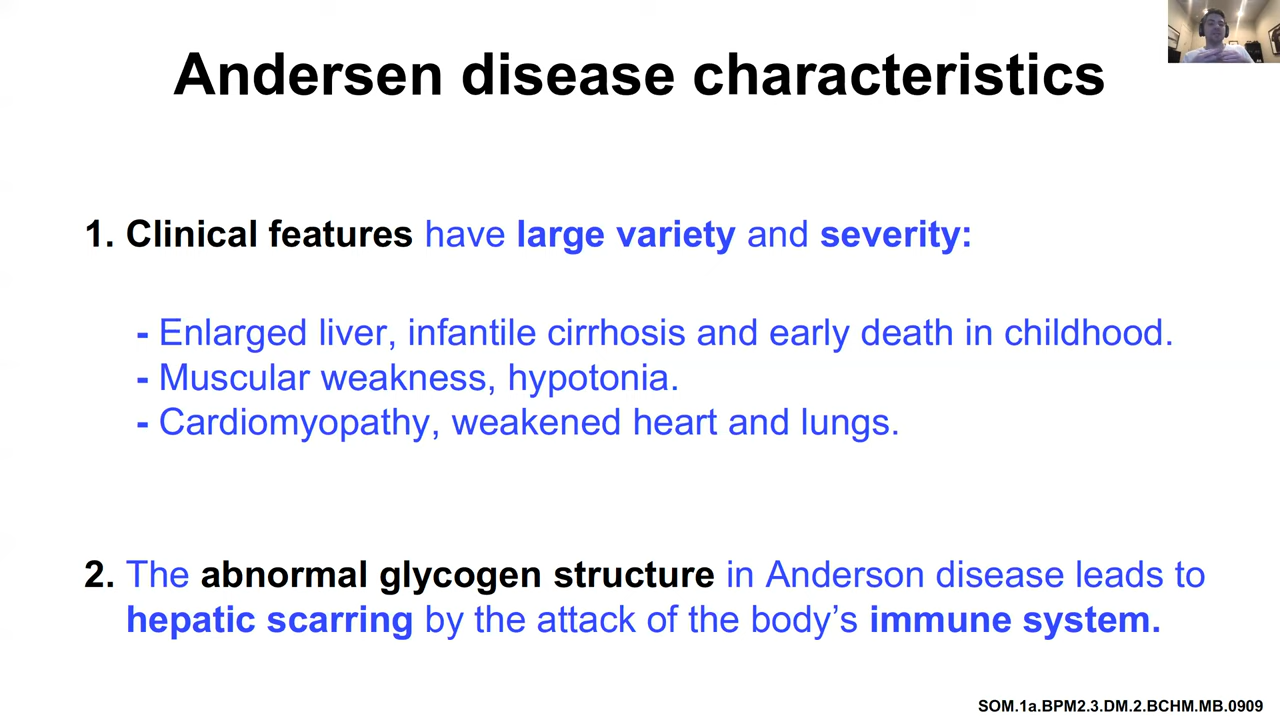 Andersen disease characteristics
1. Clinical features have large variety and severity:
- Enlarged liver, infantile cirrhosis and early death in childhood.
- Muscular weakness, hypotonia.
- Cardiomyopathy, weakened heart and lungs.
2. The abnormal glycogen structure in Anderson disease leads to
hepatic scarring by the attack of the body’s immune system.
SOM.1a.BPM2.3.DM.2.BCHM.MB.0909